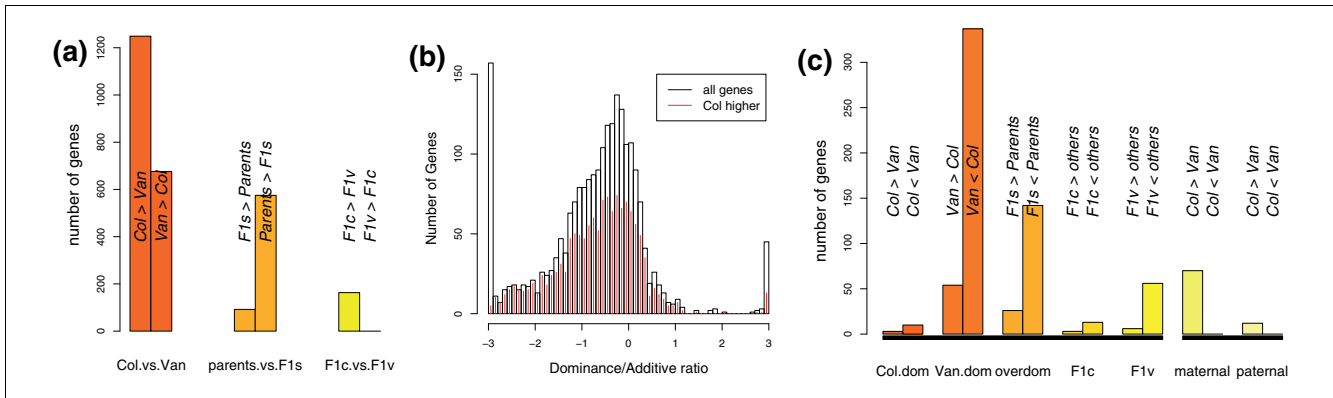 (a)
number of genes
0 200 400 600 800 1000 1200
Col > Van
Van > Col
F1s > Parents
Parents > F1s
F1c > F1v
F1v > F1c
Col.vs.Van parents.vs.F1s F1c.vs.F1v
(b)
Number of Genes
0 50 100 150
all genes
Col higher
−3 −2 −1 0 1 2 3
Dominance/Additive ratio
(c)
number of genes
0 50 100 150 200 250 300
Col > Van
Col < Van
Van > Col
Van < Col
F1s > Parents
F1s < Parents
F1c > others
F1c < others
F1v > others
F1v < others
Col > Van
Col < Van
Col > Van
Col < Van
Col.dom Van.dom overdom F1c F1v maternal paternal